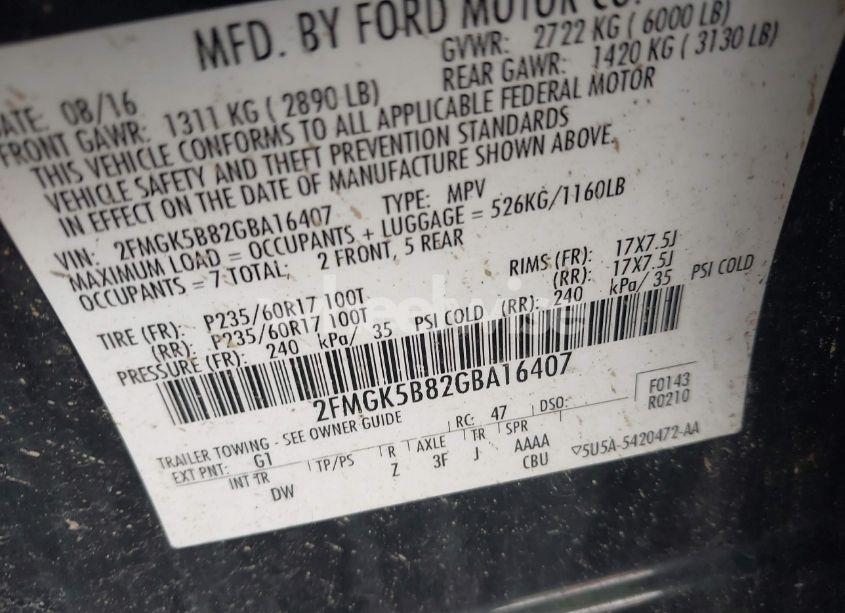 MFD. BY FORD MOTOR CO.
DATE: 08/16 GVWR: 2722 KG ( 6000 LB)
FRONT GAWR: 1311 KG ( 2890 LB) REAR GAWR: 1420 KG ( 3130 LB)
THIS VEHICLE CONFORMS TO ALL APPLICABLE FEDERAL MOTOR
VEHICLE SAFETY AND THEFT PREVENTION STANDARDS
IN EFFECT ON THE DATE OF MANUFACTURE SHOWN ABOVE.
VIN: 2FMGK5B82GBA16407 TYPE: MPV
MAXIMUM LOAD = OCCUPANTS + LUGGAGE = 526KG/1160LB
OCCUPANTS = 7 TOTAL, 2 FRONT, 5 REAR
TIRE (FR): P235/60R17 100T RIMS (FR): 17X7.5J
(RR): P235/60R17 100T (RR): 17X7.5J
PRESSURE (FR): 240 kPa/ 35 PSI COLD (RR): 240 kPa/ 35 PSI COLD
2FMGK5B82GBA16407
F0143
R0210
TRAILER TOWING - SEE OWNER GUIDE RC: 47 DSO:
EXT PNT: G1 INT TR TP/PS R AXLE TR SPR
DW Z 3F J AAAA
CBU
▽5U5A-5420472-AA